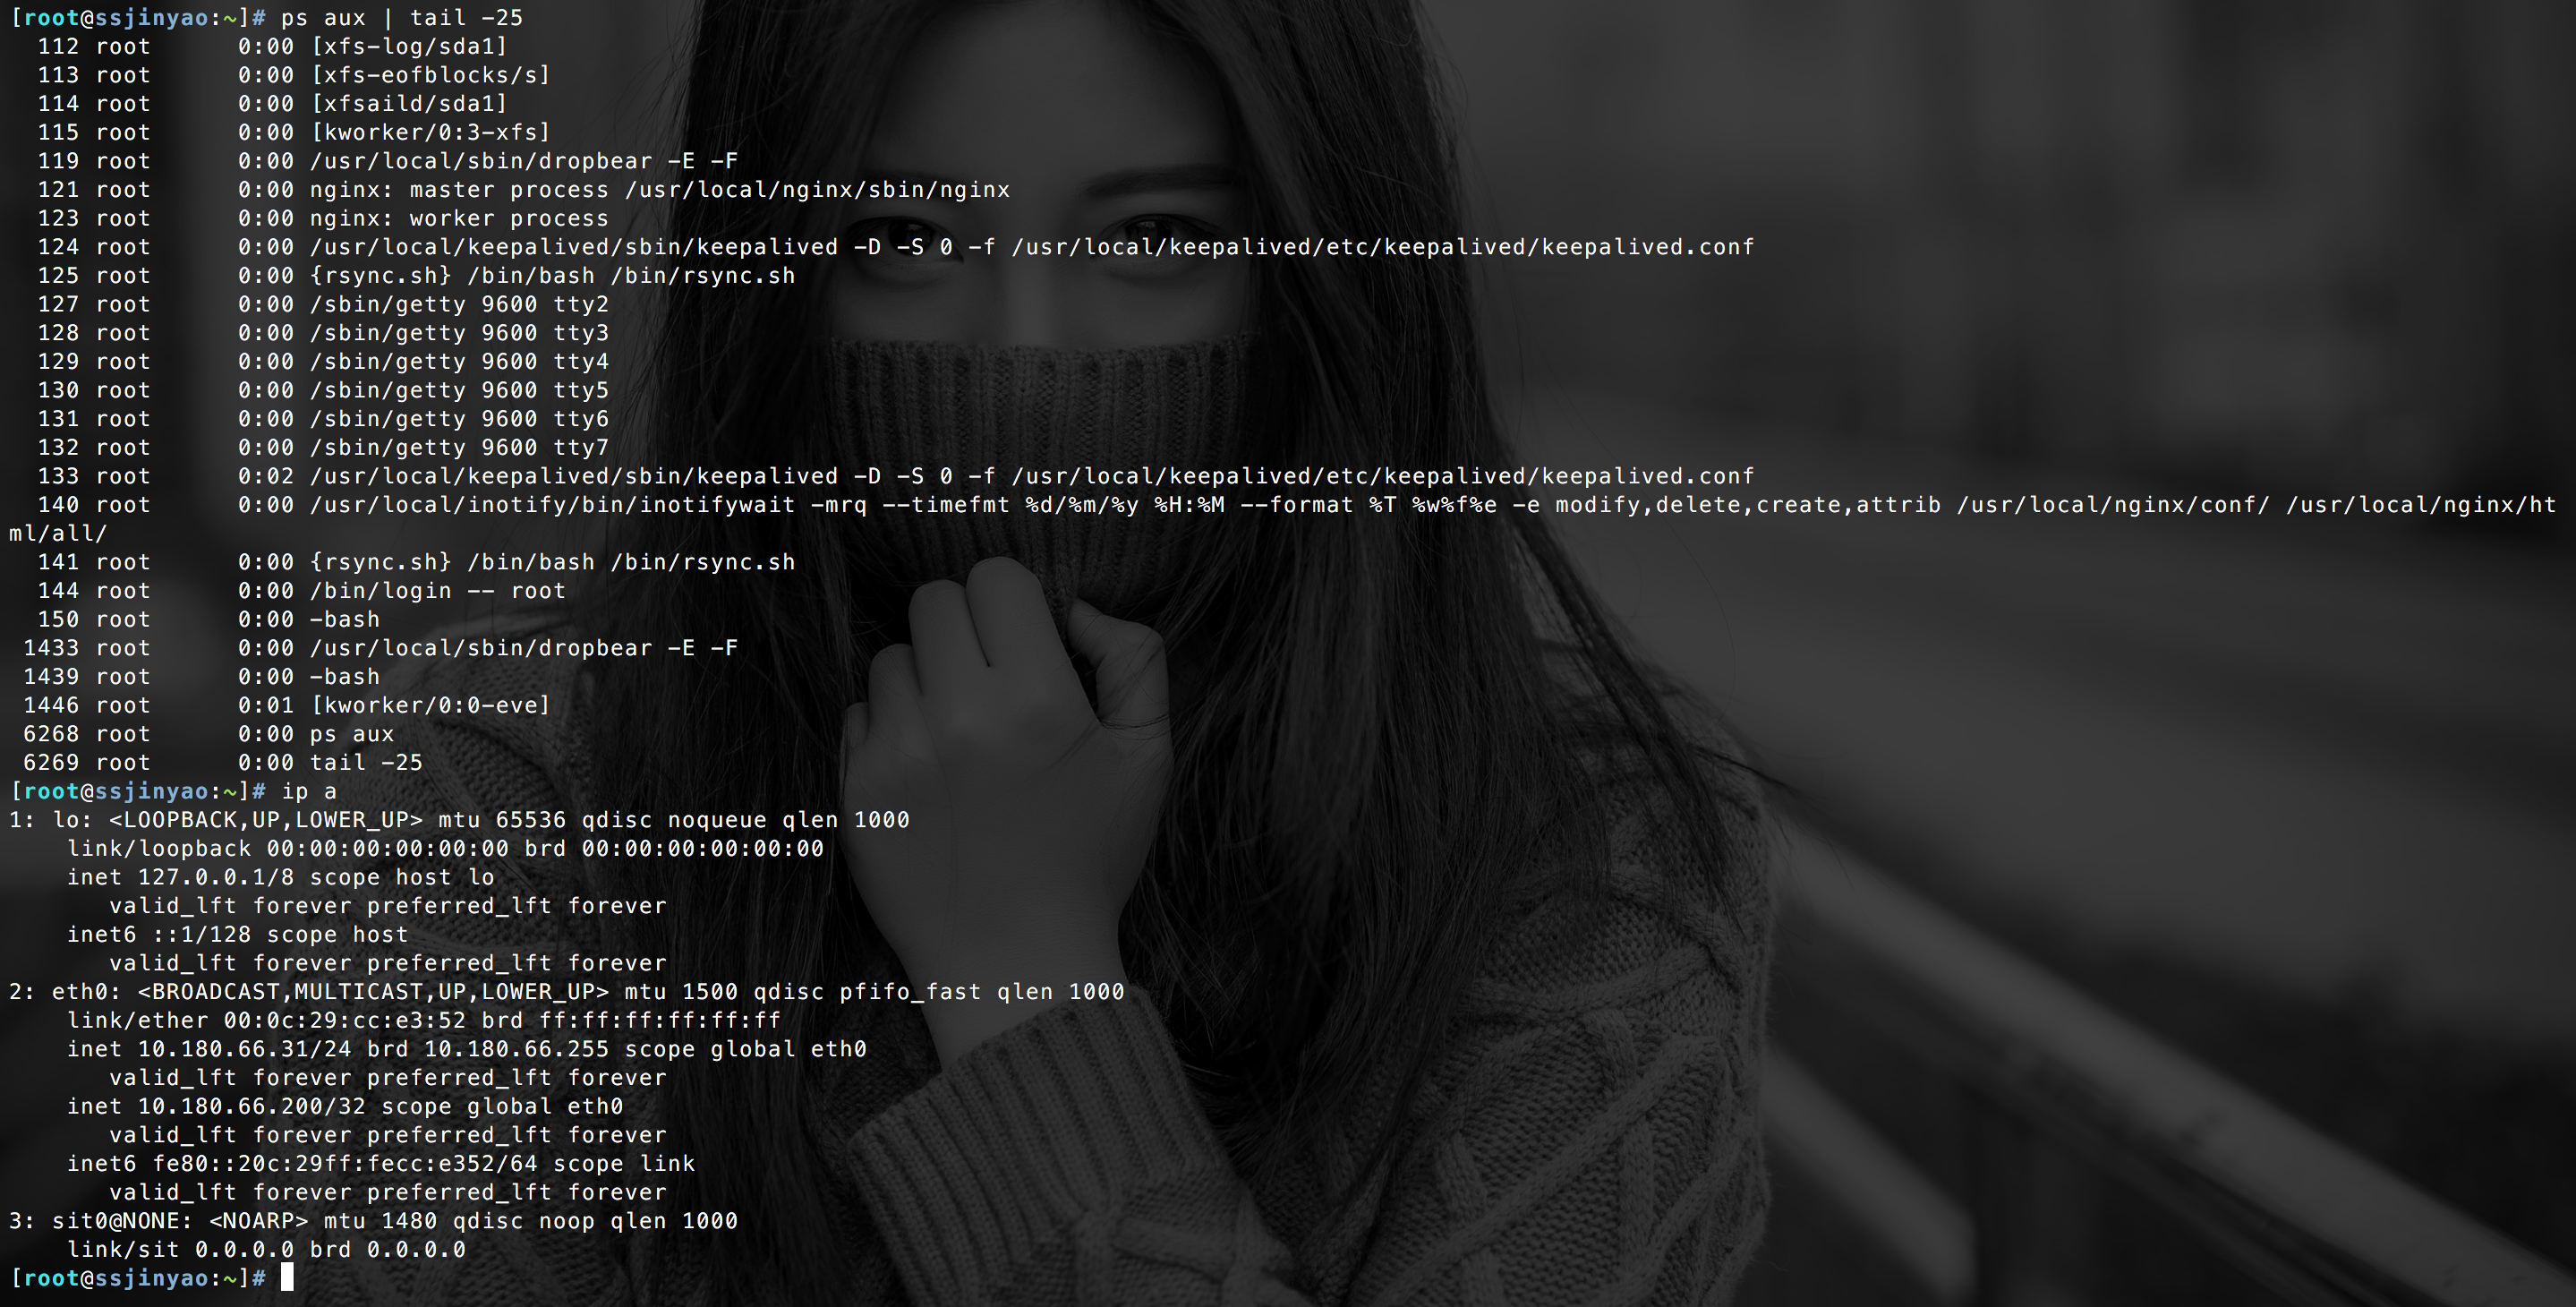 [root@ssjinyao:~]# ps aux | tail -25
  112 root      0:00 [xfs-log/sda1]
  113 root      0:00 [xfs-eofblocks/s]
  114 root      0:00 [xfsaild/sda1]
  115 root      0:00 [kworker/0:3-xfs]
  119 root      0:00 /usr/local/sbin/dropbear -E -F
  121 root      0:00 nginx: master process /usr/local/nginx/sbin/nginx
  123 root      0:00 nginx: worker process
  124 root      0:00 /usr/local/keepalived/sbin/keepalived -D -S 0 -f /usr/local/keepalived/etc/keepalived/keepalived.conf
  125 root      0:00 {rsync.sh} /bin/bash /bin/rsync.sh
  127 root      0:00 /sbin/getty 9600 tty2
  128 root      0:00 /sbin/getty 9600 tty3
  129 root      0:00 /sbin/getty 9600 tty4
  130 root      0:00 /sbin/getty 9600 tty5
  131 root      0:00 /sbin/getty 9600 tty6
  132 root      0:00 /sbin/getty 9600 tty7
  133 root      0:02 /usr/local/keepalived/sbin/keepalived -D -S 0 -f /usr/local/keepalived/etc/keepalived/keepalived.conf
  140 root      0:00 /usr/local/inotify/bin/inotifywait -mrq --timefmt %d/%m/%y %H:%M --format %T %w%f%e -e modify,delete,create,attrib /usr/local/nginx/conf/ /usr/local/nginx/ht
ml/all/
  141 root      0:00 {rsync.sh} /bin/bash /bin/rsync.sh
  144 root      0:00 /bin/login -- root
  150 root      0:00 -bash
 1433 root      0:00 /usr/local/sbin/dropbear -E -F
 1439 root      0:00 -bash
 1446 root      0:01 [kworker/0:0-eve]
 6268 root      0:00 ps aux
 6269 root      0:00 tail -25
[root@ssjinyao:~]# ip a
1: lo: <LOOPBACK,UP,LOWER_UP> mtu 65536 qdisc noqueue qlen 1000
    link/loopback 00:00:00:00:00:00 brd 00:00:00:00:00:00
    inet 127.0.0.1/8 scope host lo
       valid_lft forever preferred_lft forever
    inet6 ::1/128 scope host
       valid_lft forever preferred_lft forever
2: eth0: <BROADCAST,MULTICAST,UP,LOWER_UP> mtu 1500 qdisc pfifo_fast qlen 1000
    link/ether 00:0c:29:cc:e3:52 brd ff:ff:ff:ff:ff:ff
    inet 10.180.66.31/24 brd 10.180.66.255 scope global eth0
       valid_lft forever preferred_lft forever
    inet 10.180.66.200/32 scope global eth0
       valid_lft forever preferred_lft forever
    inet6 fe80::20c:29ff:fecc:e352/64 scope link
       valid_lft forever preferred_lft forever
3: sit0@NONE: <NOARP> mtu 1480 qdisc noop qlen 1000
    link/sit 0.0.0.0 brd 0.0.0.0
[root@ssjinyao:~]#